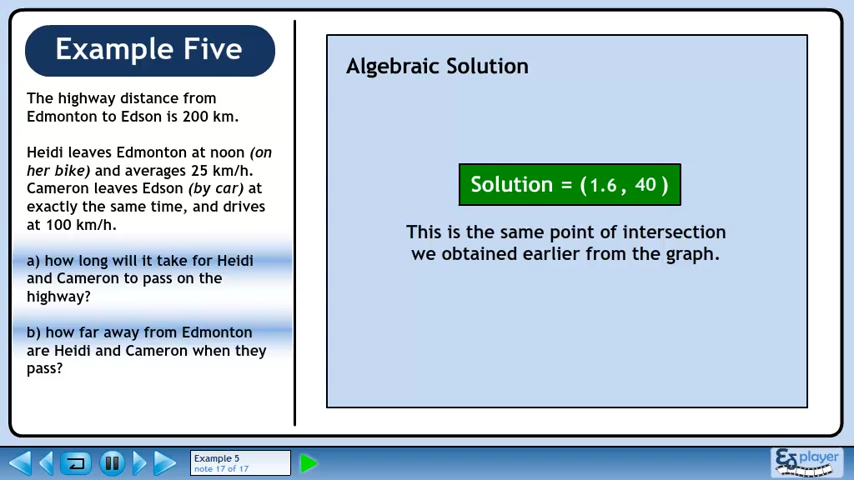 Example Five
The highway distance from
Edmonton to Edson is 200 km.
Heidi leaves Edmonton at noon (on
her bike) and averages 25 km/h.
Cameron leaves Edson (by car) at
exactly the same time, and drives
at 100 km/h.
a) how long will it take for Heidi
and Cameron to pass on the
highway?
b) how far away from Edmonton
are Heidi and Cameron when they
pass?
Algebraic Solution
Solution = (1.6, 40)
This is the same point of intersection
we obtained earlier from the graph.
Example 5
note 17 of 17
player